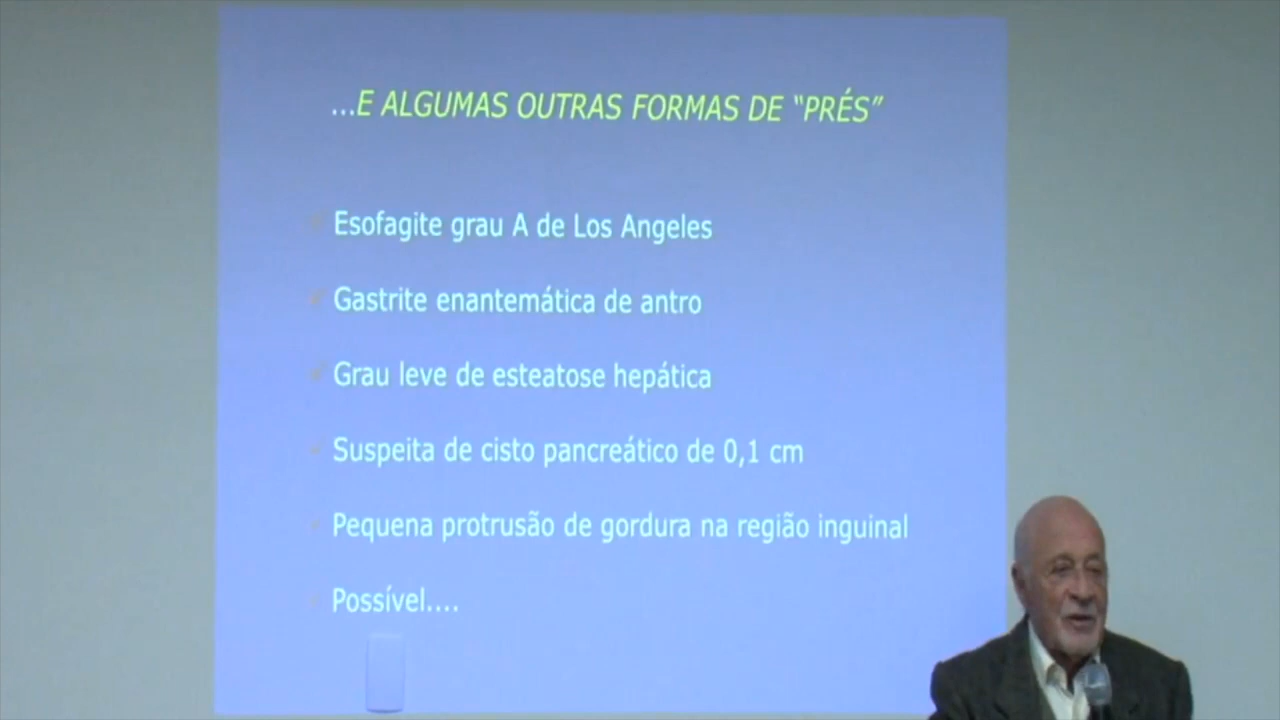 ...E ALGUMAS OUTRAS FORMAS DE “PRÉS”
Esofagite grau A de Los Angeles
Gastrite enantemática de antro
Grau leve de esteatose hepática
Suspeita de cisto pancreático de 0,1 cm
Pequena protrusão de gordura na região inguinal
Possível....